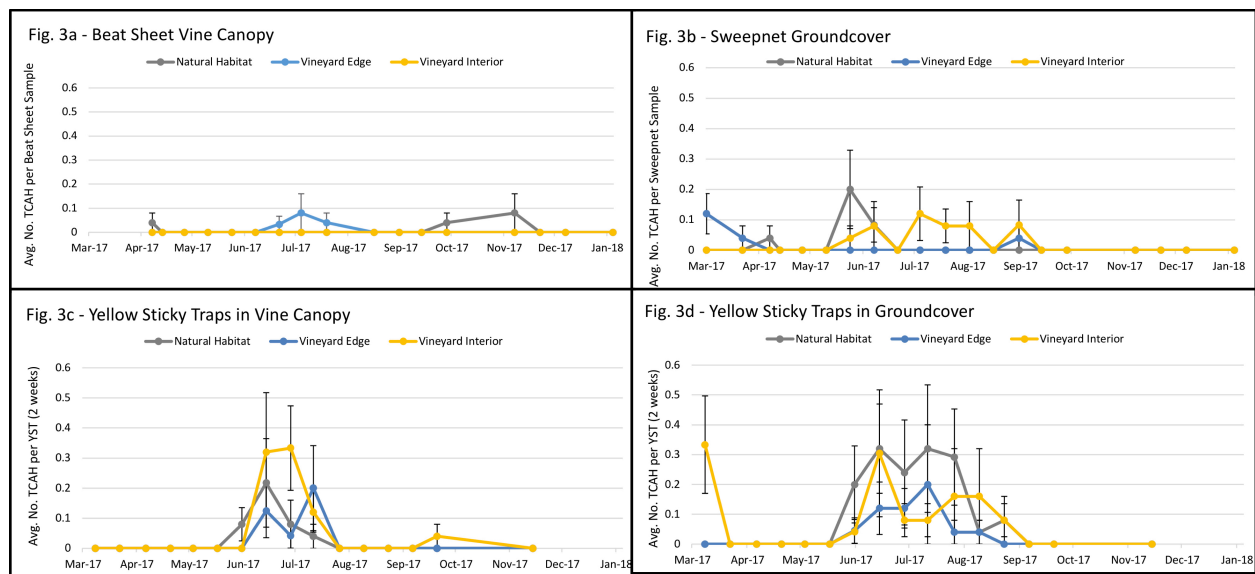 Fig. 3a - Beat Sheet Vine Canopy
Natural Habitat Vineyard Edge Vineyard Interior
Avg. No. TCAH per Beat Sheet Sample
0.6
0.5
0.4
0.3
0.2
0.1
0
Mar-17 Apr-17 May-17 Jun-17 Jul-17 Aug-17 Sep-17 Oct-17 Nov-17 Dec-17 Jan-18
Fig. 3b - Sweepnet Groundcover
Natural Habitat Vineyard Edge Vineyard Interior
Avg. No. TCAH per Sweepnet Sample
0.6
0.5
0.4
0.3
0.2
0.1
0
Mar-17 Apr-17 May-17 Jun-17 Jul-17 Aug-17 Sep-17 Oct-17 Nov-17 Dec-17 Jan-18
Fig. 3c - Yellow Sticky Traps in Vine Canopy
Natural Habitat Vineyard Edge Vineyard Interior
Avg. No. TCAH per YST (2 weeks)
0.6
0.5
0.4
0.3
0.2
0.1
0
Mar-17 Apr-17 May-17 Jun-17 Jul-17 Aug-17 Sep-17 Oct-17 Nov-17 Dec-17 Jan-18
Fig. 3d - Yellow Sticky Traps in Groundcover
Natural Habitat Vineyard Edge Vineyard Interior
Avg. No. TCAH per YST (2 weeks)
0.6
0.5
0.4
0.3
0.2
0.1
0
Mar-17 Apr-17 May-17 Jun-17 Jul-17 Aug-17 Sep-17 Oct-17 Nov-17 Dec-17 Jan-18